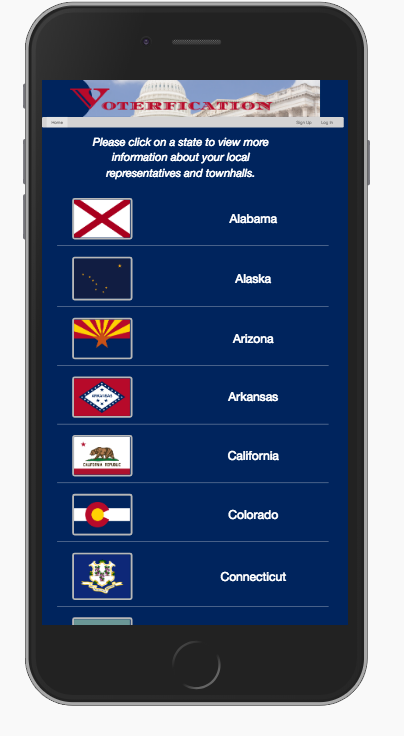 VOTERFICATION
Home Sign Up Log In
Please click on a state to view more
information about your local
representatives and townhalls.
Alabama
Alaska
Arizona
ARKANSAS
Arkansas
CALIFORNIA REPUBLIC
California
Colorado
Connecticut